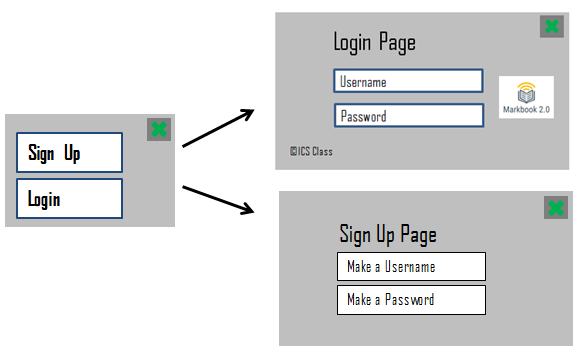 Sign Up
Login
Login Page
Username
Password
Markbook 2.0
©ICS Class
Sign Up Page
Make a Username
Make a Password